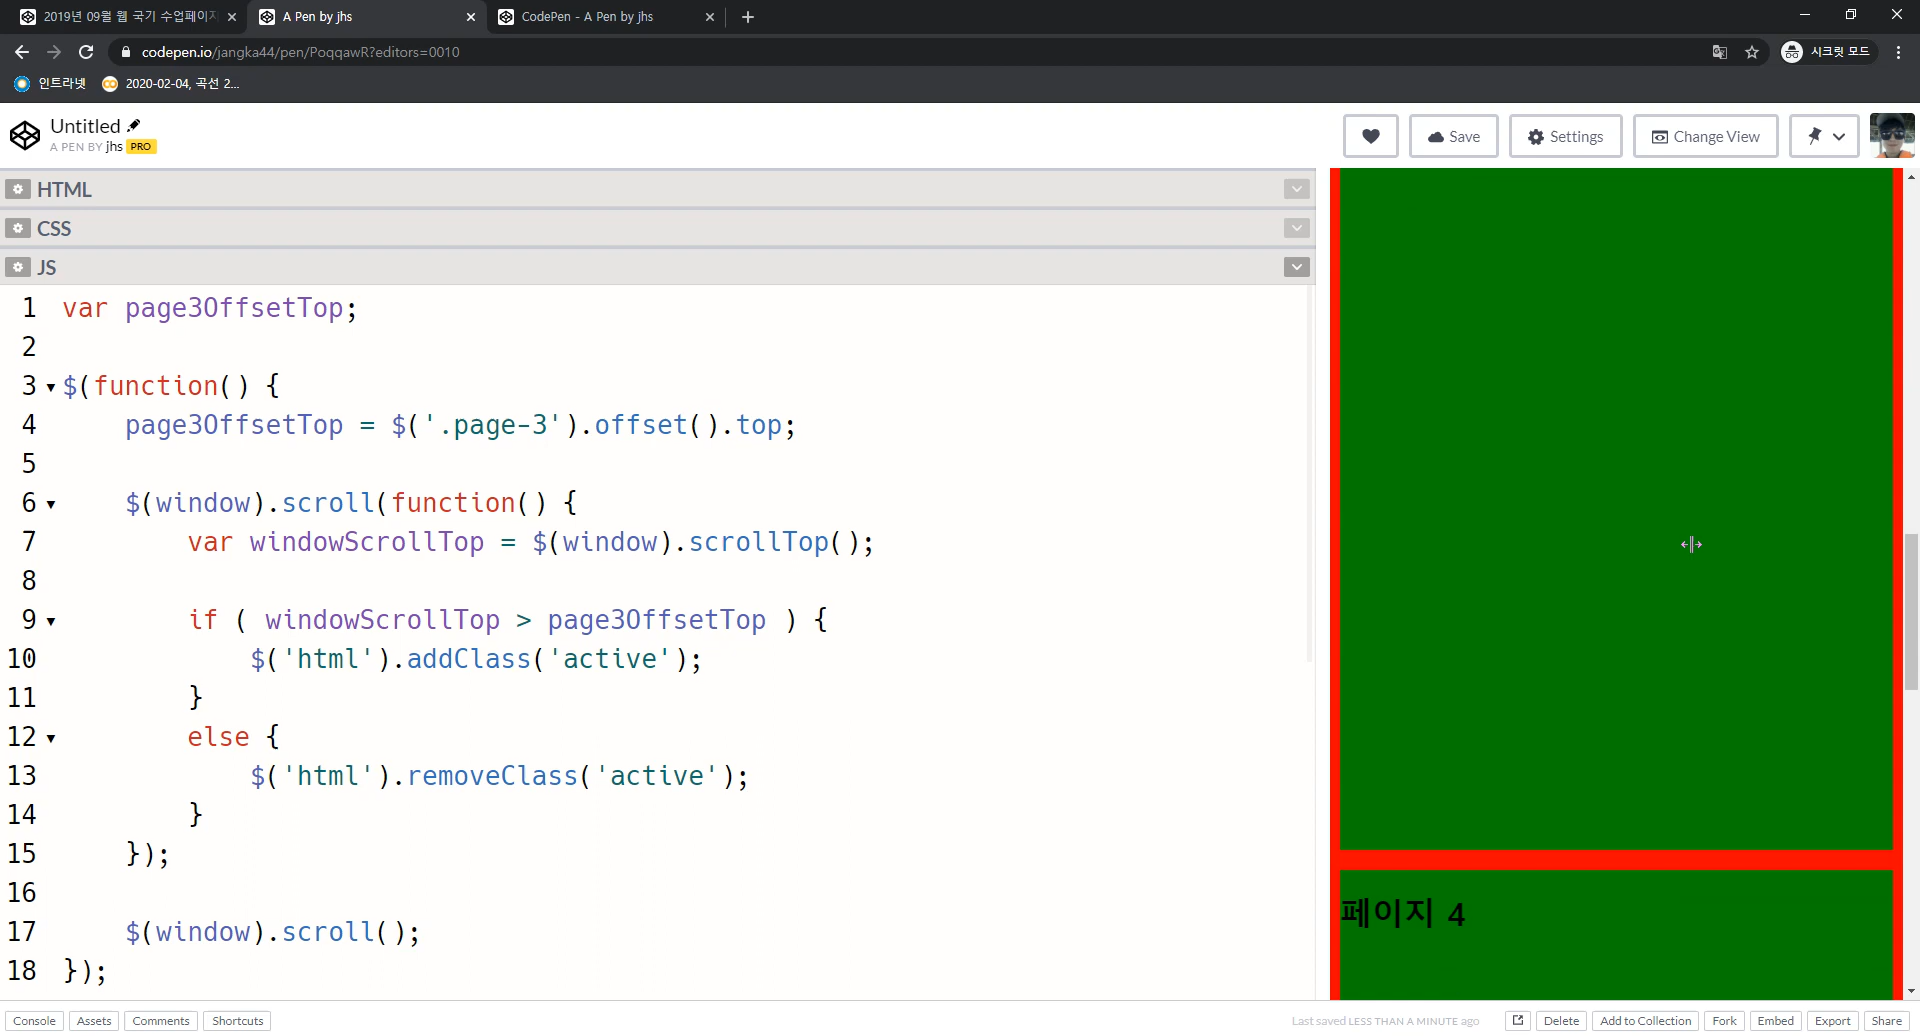 2019년 09월 웹 국기 수업페이지
A Pen by jhs
CodePen - A Pen by jhs
codepen.io/jangka44/pen/PoqqawR?editors=0010
시크릿 모드
인트라넷
2020-02-04, 곡선 2...
Untitled
A PEN BY jhs PRO
Save
Settings
Change View
HTML
CSS
JS
1 var page3OffsetTop;
2
3 $(function() {
4 page3OffsetTop = $('.page-3').offset().top;
5
6 $(window).scroll(function() {
7 var windowScrollTop = $(window).scrollTop();
8
9 if ( windowScrollTop > page3OffsetTop ) {
10 $('html').addClass('active');
11 }
12 else {
13 $('html').removeClass('active');
14 }
15 });
16
17 $(window).scroll();
18 });
페이지 4
Console
Assets
Comments
Shortcuts
Last saved LESS THAN A MINUTE ago
Delete
Add to Collection
Fork
Embed
Export
Share